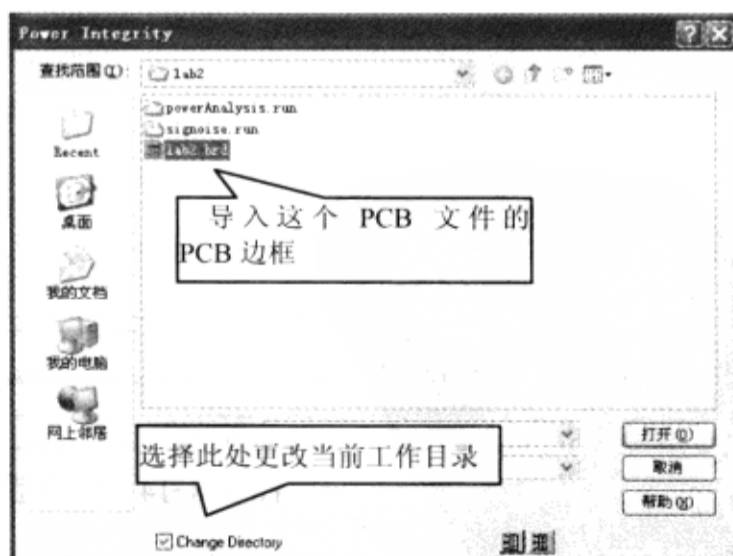 Power Integrity
查找范围(I):
lab2
powerAnalysis.run
signoise.run
lab2.brd
Recent
桌面
我的文档
我的电脑
网上邻居
导入这个 PCB 文件的
PCB 边框
选择此处更改当前工作目录
打开(O)
取消
帮助(H)
Change Directory